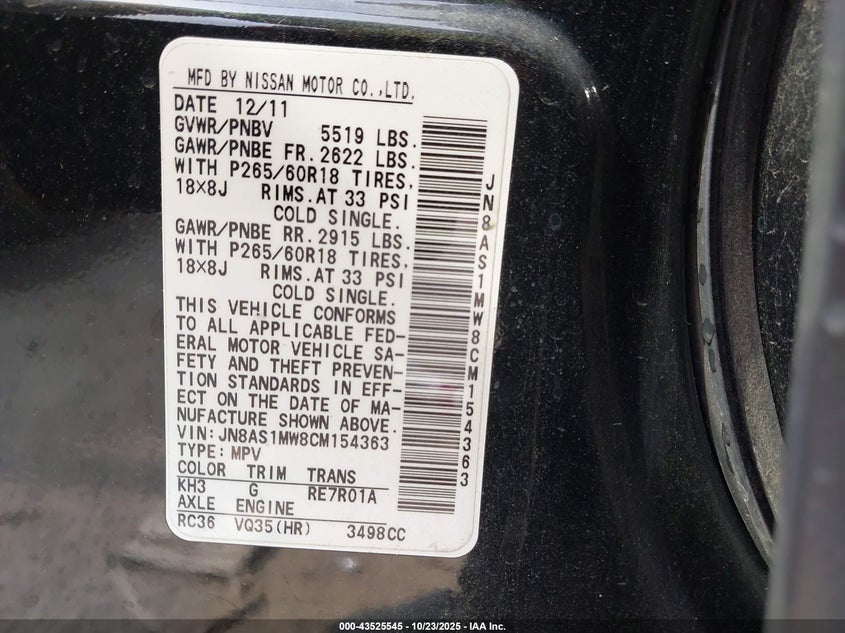 MFD BY NISSAN MOTOR CO.,LTD.
DATE 12/11
GVWR/PNBV 5519 LBS.
GAWR/PNBE FR.2622 LBS.
WITH P265/60R18 TIRES,
18×8J RIMS.AT 33 PSI
COLD SINGLE.
GAWR/PNBE RR.2915 LBS.
WITH P265/60R18 TIRES,
18×8J RIMS.AT 33 PSI
COLD SINGLE.
THIS VEHICLE CONFORMS
TO ALL APPLICABLE FED-
ERAL MOTOR VEHICLE SA-
FETY AND THEFT PREVEN-
TION STANDARDS IN EFF-
ECT ON THE DATE OF MA-
NUFACTURE SHOWN ABOVE.
VIN: JN8AS1MW8CM154363
TYPE: MPV
COLOR TRIM TRANS
KH3 G RE7R01A
AXLE ENGINE
RC36 VQ35(HR) 3498CC
JN8AS1MW8CM154363
000-43525545 - 10/23/2025 - IAA Inc.